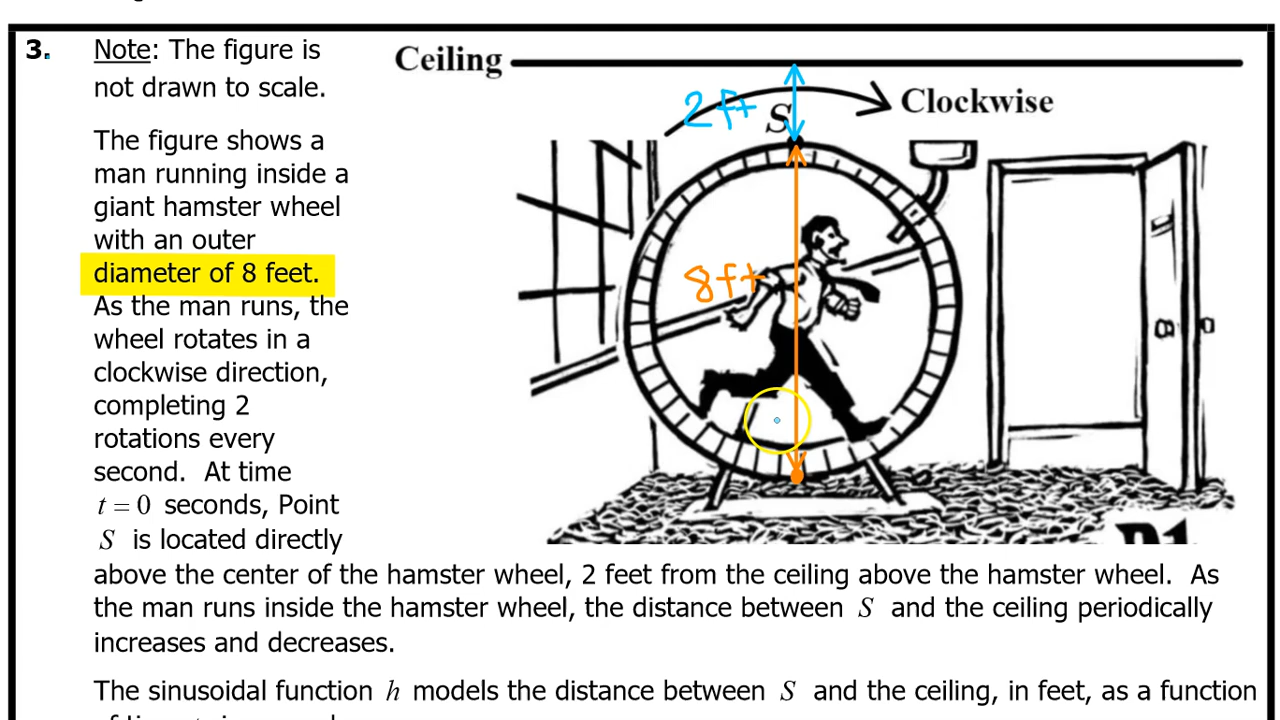 3. Note: The figure is
not drawn to scale.
Ceiling
2 ft
S
Clockwise
The figure shows a
man running inside a
giant hamster wheel
with an outer
diameter of 8 feet.
8ft
As the man runs, the
wheel rotates in a
clockwise direction,
completing 2
rotations every
second. At time
t = 0 seconds, Point
S is located directly
above the center of the hamster wheel, 2 feet from the ceiling above the hamster wheel. As
the man runs inside the hamster wheel, the distance between S and the ceiling periodically
increases and decreases.
The sinusoidal function h models the distance between S and the ceiling, in feet, as a function